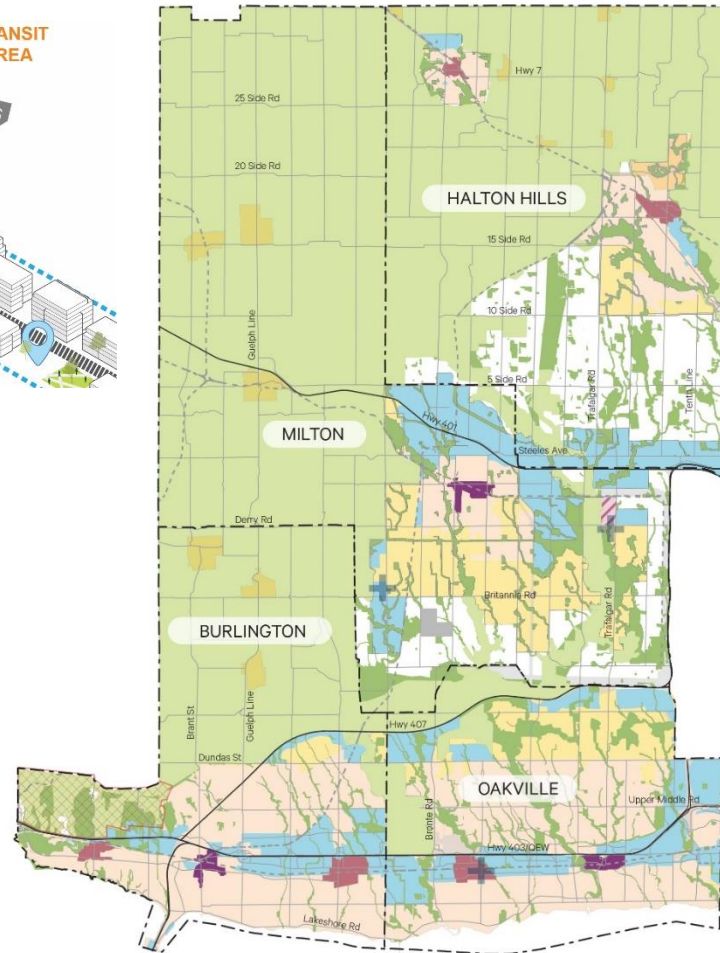 ANSIT
REA
Hwy 7
25 Side Rd
20 Side Rd
HALTON HILLS
15 Side Rd
10 Side Rd
Guelph Line
5 Side Rd
Trafalgar Rd
Tenth Line
Hwy 401
MILTON
Steeles Ave
Derry Rd
Britannia Rd
Trafalgar Rd
BURLINGTON
Brant St
Guelph Line
Hwy 407
Dundas St
OAKVILLE
Bronte Rd
Upper Middle Rd
Hwy 403/QEW
Lakeshore Rd